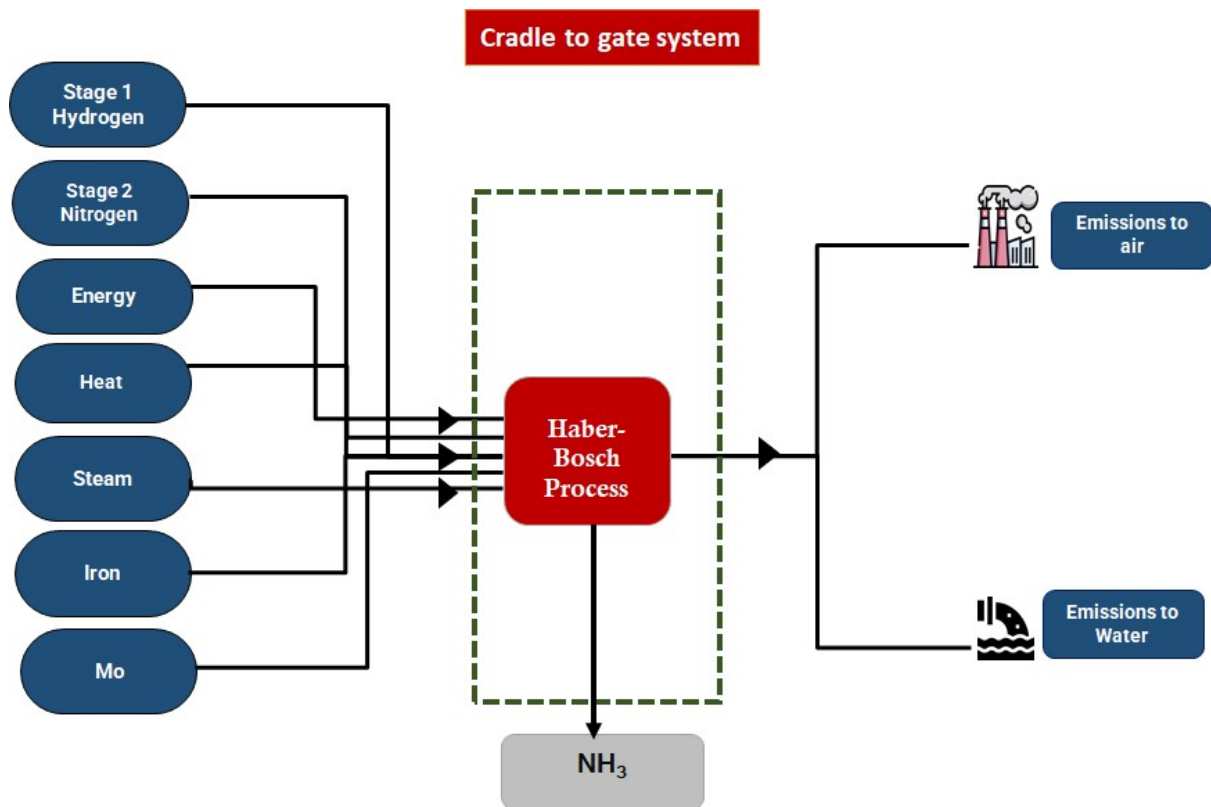 Cradle to gate system
Stage 1
Hydrogen
Stage 2
Nitrogen
Energy
Heat
Steam
Iron
Mo
Haber-
Bosch
Process
NH₃
Emissions to
air
Emissions to
Water